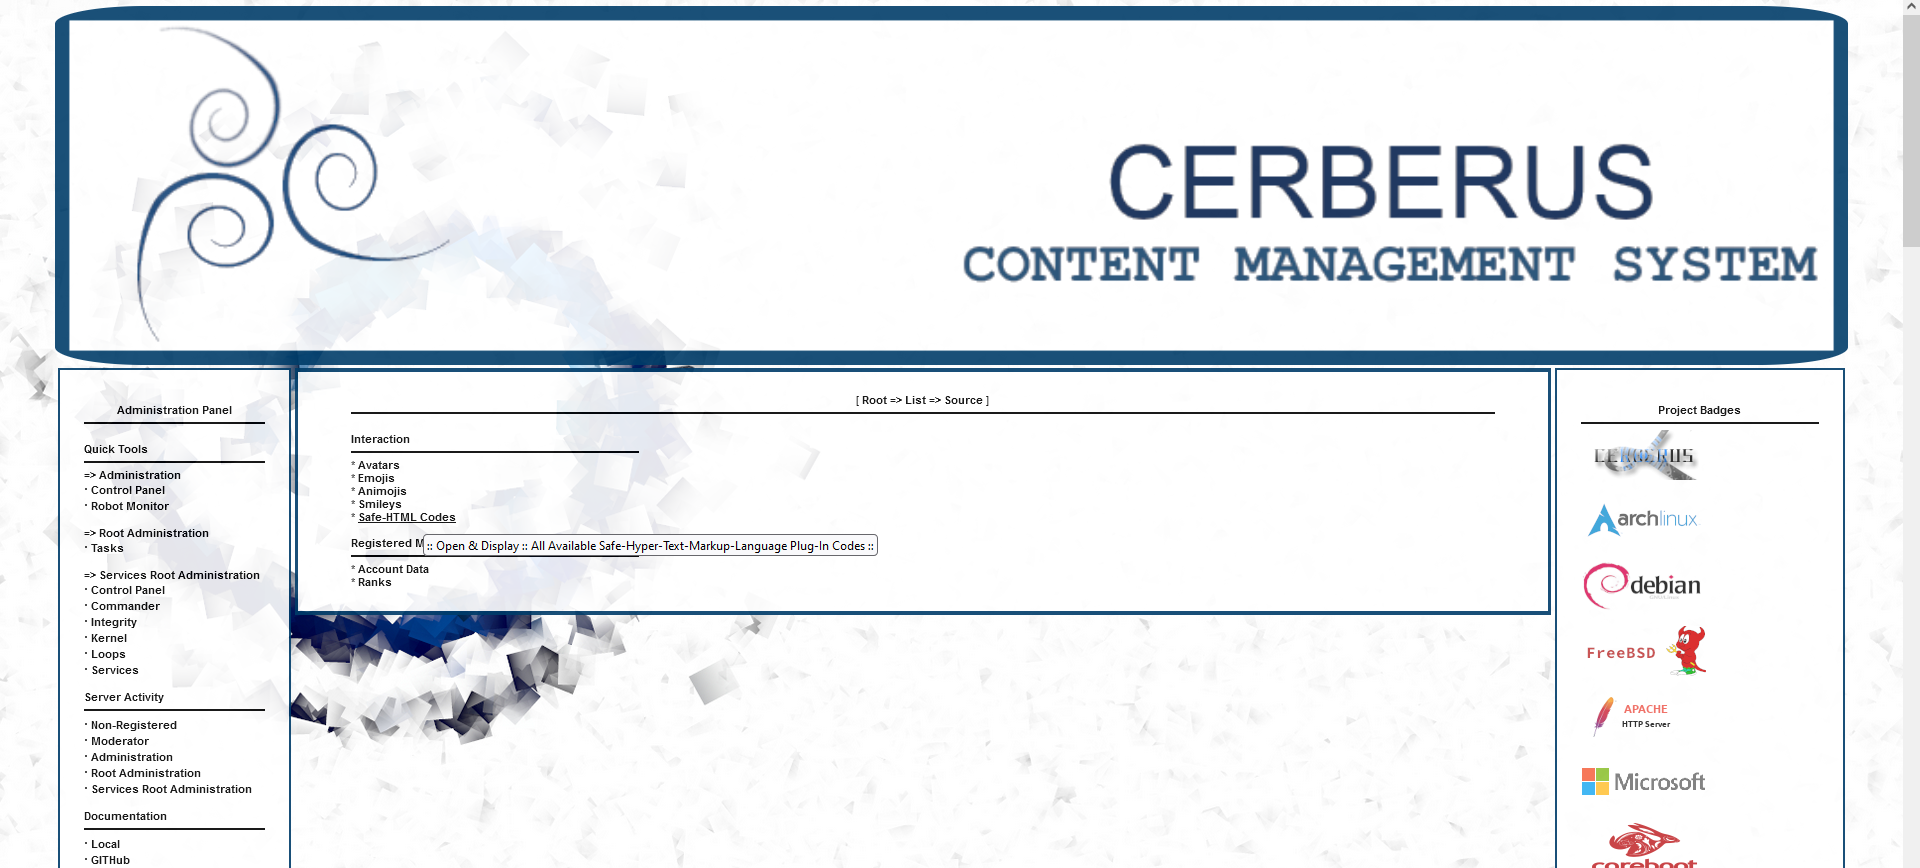 CERBERUS
CONTENT MANAGEMENT SYSTEM
Administration Panel
Quick Tools
=> Administration
· Control Panel
· Robot Monitor
=> Root Administration
· Tasks
=> Services Root Administration
· Control Panel
· Commander
· Integrity
· Kernel
· Loops
· Services
Server Activity
· Non-Registered
· Moderator
· Administration
· Root Administration
· Services Root Administration
Documentation
· Local
· GITHub
[ Root => List => Source ]
Interaction
* Avatars
* Emojis
* Animojis
* Smileys
* Safe-HTML Codes
Registered M
:: Open & Display :: All Available Safe-Hyper-Text-Markup-Language Plug-In Codes ::
* Account Data
* Ranks
Project Badges
CERBERUS
archlinux
debian
FreeBSD
APACHE
HTTP Server
Microsoft
coreboot